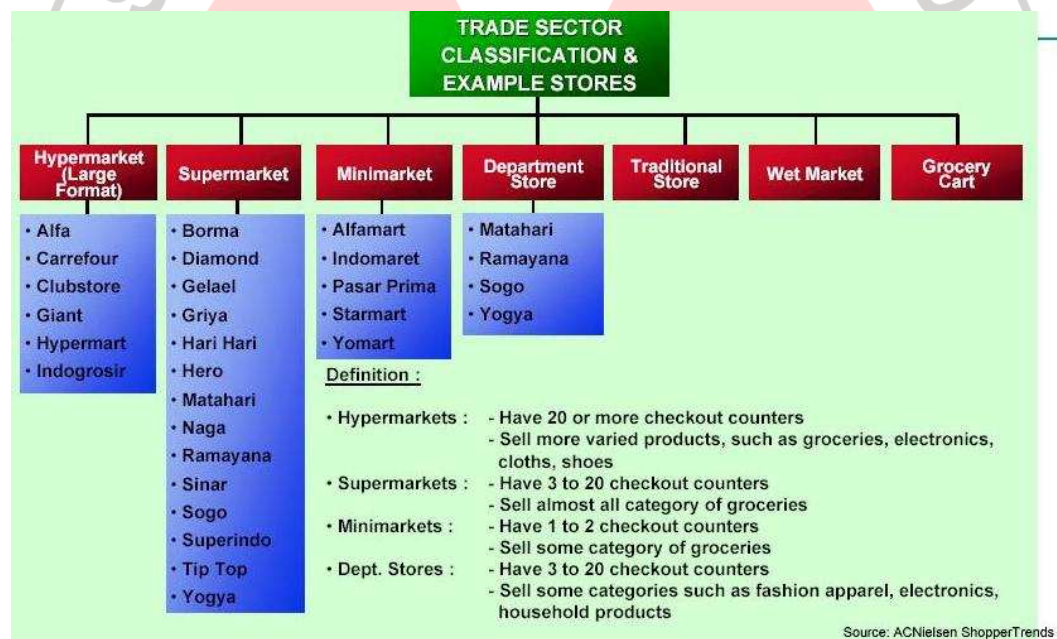 TRADE SECTOR
CLASSIFICATION &
EXAMPLE STORES
Hypermarket
(Large
Format)
Supermarket
Minimarket
Department
Store
Traditional
Store
Wet Market
Grocery
Cart
• Alfa
• Carrefour
• Clubstore
• Giant
• Hypermart
• Indogrosir
• Borma
• Diamond
• Gelael
• Griya
• Hari Hari
• Hero
• Matahari
• Naga
• Ramayana
• Sinar
• Sogo
• Superindo
• Tip Top
• Yogya
• Alfamart
• Indomaret
• Pasar Prima
• Starmart
• Yomart
• Matahari
• Ramayana
• Sogo
• Yogya
Definition :
• Hypermarkets : - Have 20 or more checkout counters
- Sell more varied products, such as groceries, electronics,
cloths, shoes
• Supermarkets : - Have 3 to 20 checkout counters
- Sell almost all category of groceries
• Minimarkets : - Have 1 to 2 checkout counters
- Sell some category of groceries
• Dept. Stores : - Have 3 to 20 checkout counters
- Sell some categories such as fashion apparel, electronics,
household products
Source: ACNielsen ShopperTrends